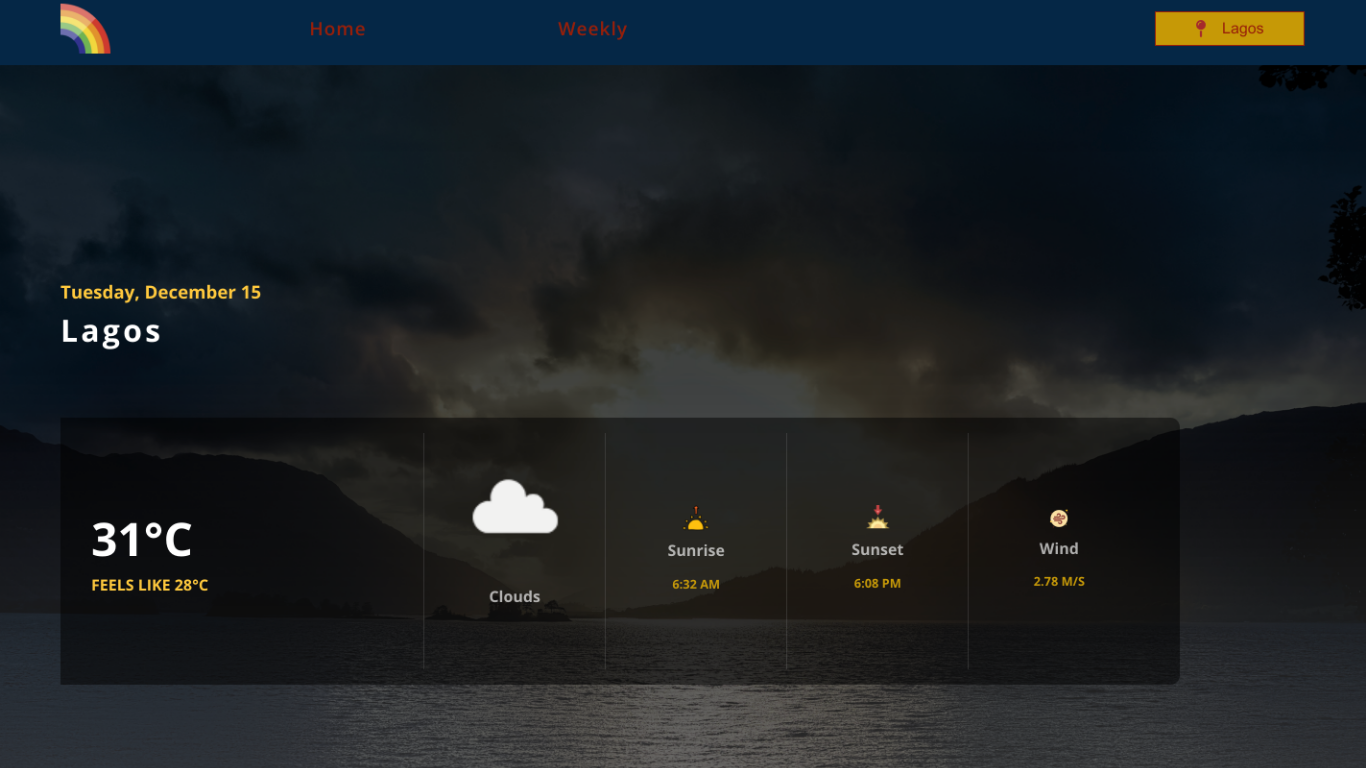 Home
Weekly
Lagos
Tuesday, December 15
Lagos
31°C
FEELS LIKE 28°C
Clouds
Sunrise
6:32 AM
Sunset
6:08 PM
Wind
2.78 M/S